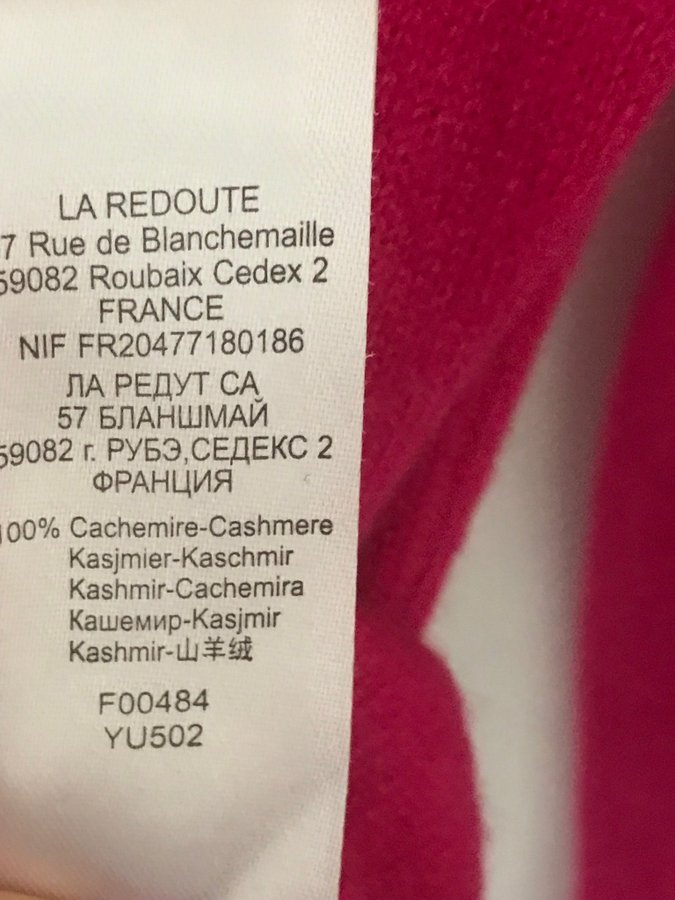 LA REDOUTE
7 Rue de Blanchemaille
59082 Roubaix Cedex 2
FRANCE
NIF FR20477180186
ЛА РЕДУТ СА
57 БЛАНШМАЙ
59082 г. РУБЭ,СЕДЕКС 2
ФРАНЦИЯ
100% Cachemire-Cashmere
Kasjmier-Kaschmir
Kashmir-Cachemira
Кашемир-Kasjmir
Kashmir-山羊绒
F00484
YU502